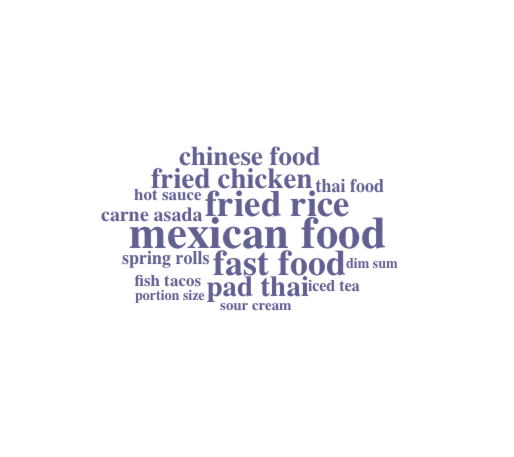 chinese food
fried chicken thai food
hot sauce fried rice
carne asada
mexican food
spring rolls fast food dim sum
fish tacos pad thai iced tea
portion size
sour cream